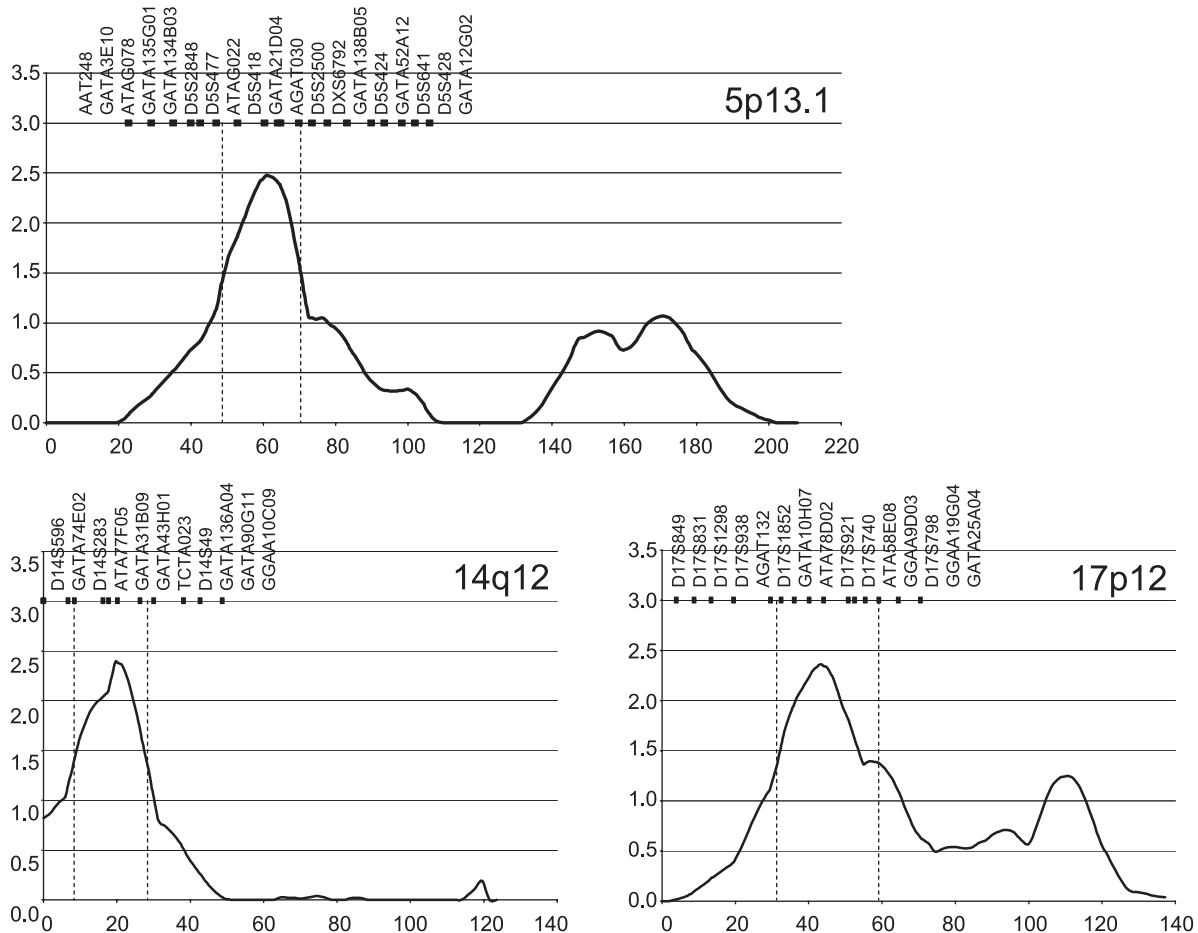 AAT248
GATA3E10
ATAG078
GATA135G01
GATA134B03
D5S2848
D5S477
ATAG022
D5S418
GATA21D04
AGAT030
D5S2500
DXS6792
GATA138B05
D5S424
GATA52A12
D5S641
D5S428
GATA12G02
5p13.1
3.5
3.0
2.5
2.0
1.5
1.0
0.5
0.0
0 20 40 60 80 100 120 140 160 180 200 220
D14S596
GATA74E02
D14S283
ATA77F05
GATA31B09
GATA43H01
TCTA023
D14S49
GATA136A04
GATA90G11
GGAA10C09
14q12
3.5
3.0
2.5
2.0
1.5
1.0
0.5
0.0
0 20 40 60 80 100 120 140
D17S849
D17S831
D17S1298
D17S938
AGAT132
D17S1852
GATA10H07
ATA78D02
D17S921
D17S740
ATA58E08
GGAA9D03
D17S798
GGAA19G04
GATA25A04
17p12
3.5
3.0
2.5
2.0
1.5
1.0
0.5
0.0
0 20 40 60 80 100 120 140